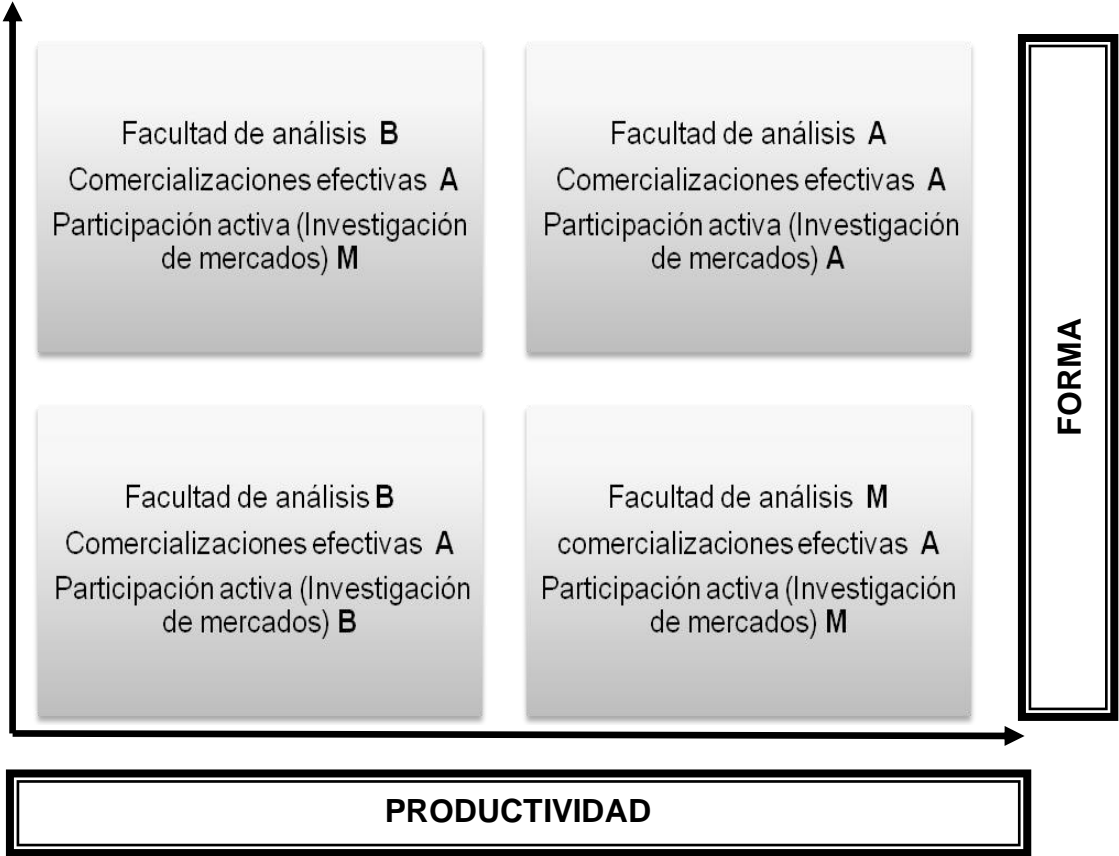 Facultad de análisis B
Comercializaciones efectivas A
Participación activa (Investigación
de mercados) M
Facultad de análisis A
Comercializaciones efectivas A
Participación activa (Investigación
de mercados) A
Facultad de análisis B
Comercializaciones efectivas A
Participación activa (Investigación
de mercados) B
Facultad de análisis M
comercializaciones efectivas A
Participación activa (Investigación
de mercados) M
FORMA
PRODUCTIVIDAD